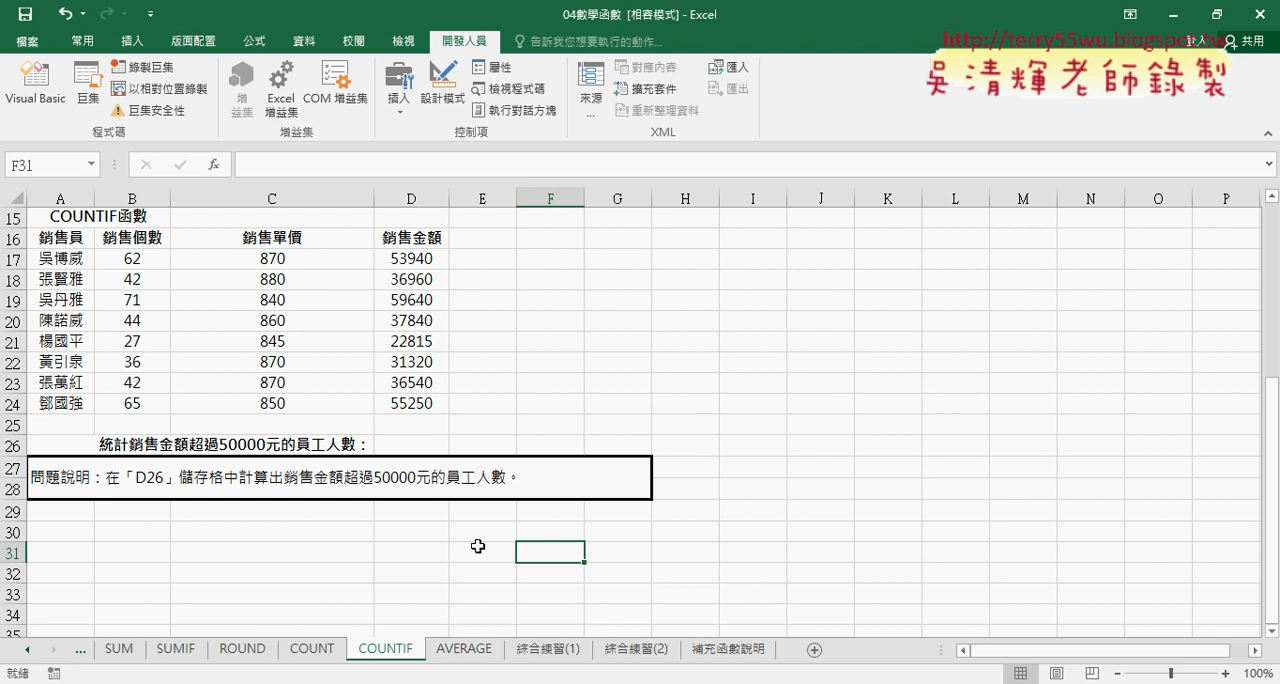 04數學函數 [相容模式] - Excel
檔案 常用 插入 版面配置 公式 資料 校閱 檢視 開發人員 告訴我您想要執行的動作... 登入 共用
http://terry55wu.blogspot.tw
吳清輝老師錄製
Visual Basic 巨集 錄製巨集 以相對位置錄製 巨集安全性 程式碼
增益集 Excel 增益集 COM 增益集 增益集
插入 設計模式 屬性 檢視程式碼 執行對話方塊 控制項
來源... 對應內容 擴充套件 重新整理資料 匯入 匯出 XML
F31 fx
A B C D E F G H I J K L M N O P
15 COUNTIF函數
16 銷售員 銷售個數 銷售單價 銷售金額
17 吳博威 62 870 53940
18 張賢雅 42 880 36960
19 吳丹雅 71 840 59640
20 陳諾威 44 860 37840
21 楊國平 27 845 22815
22 黃引泉 36 870 31320
23 張萬紅 42 870 36540
24 鄧國強 65 850 55250
25
26 統計銷售金額超過50000元的員工人數：
27 問題說明：在「D26」儲存格中計算出銷售金額超過50000元的員工人數。
28
29
30
31
32
33
34
35
... SUM SUMIF ROUND COUNT COUNTIF AVERAGE 綜合練習(1) 綜合練習(2) 補充函數說明
就緒 100%